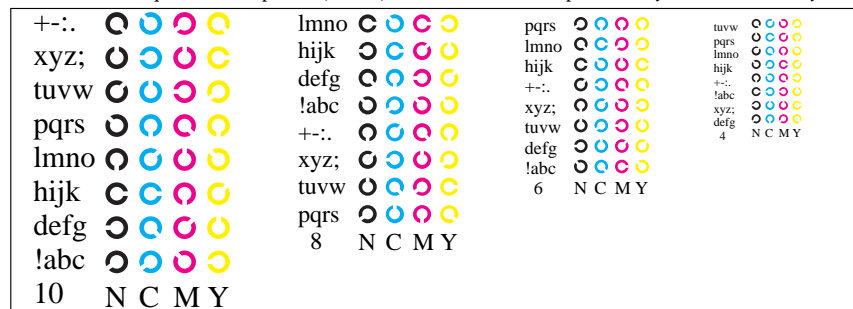 +-:.
xyz;
tuvw
pqrs
lmno
hijk
defg
!abc
10 N C M Y
lmno
hijk
defg
!abc
+-:.
xyz;
tuvw
pqrs
8 N C M Y
pqrs
lmno
hijk
+-:.
xyz;
tuvw
defg
!abc
6 N C M Y
tuvw
pqrs
lmno
hijk
+-:.
!abc
xyz;
defg
4 N C M Y